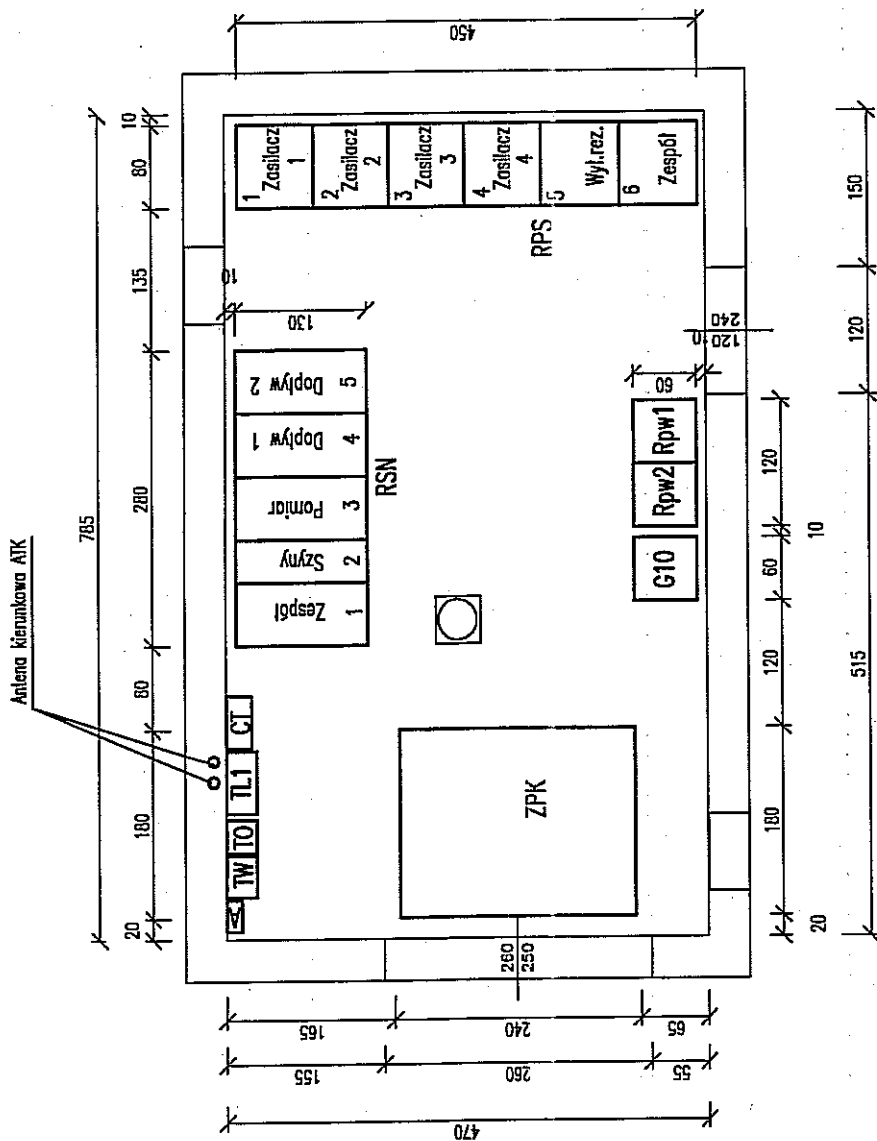 Antena kierunkowa ATK
785
20
180
80
280
135
80
10
450
10
130
A
TW
TO
TL1
CT
Zespół
1
Szyny
2
Pomiar
3
Dopływ 1
4
Dopływ 2
5
RSN
1
Zasilacz
1
2
Zasilacz
2
3
Zasilacz
3
4
Zasilacz
4
5
Wył.rez.
6
Zespół
RPS
ZPK
G10
Rpw2
Rpw1
60
10
240
120
260
250
165
240
65
155
260
55
470
20
180
120
60
10
120
515
120
150